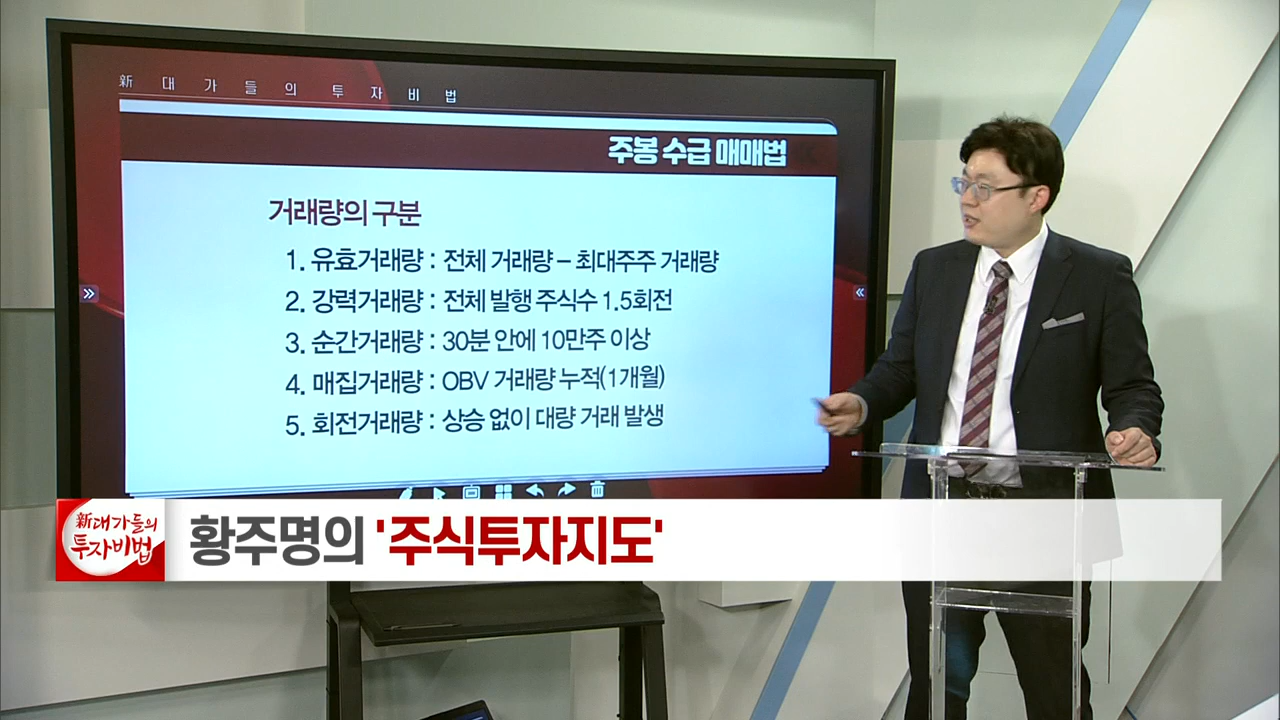 新 대 가 들 의 투 자 비 법
주봉 수급 매매법
거래량의 구분
1. 유효거래량 : 전체 거래량 – 최대주주 거래량
2. 강력거래량 : 전체 발행 주식수 1.5회전
3. 순간거래량 : 30분 안에 10만주 이상
4. 매집거래량 : OBV 거래량 누적(1개월)
5. 회전거래량 : 상승 없이 대량 거래 발생
新대가들의
투자비법
황주명의 '주식투자지도'